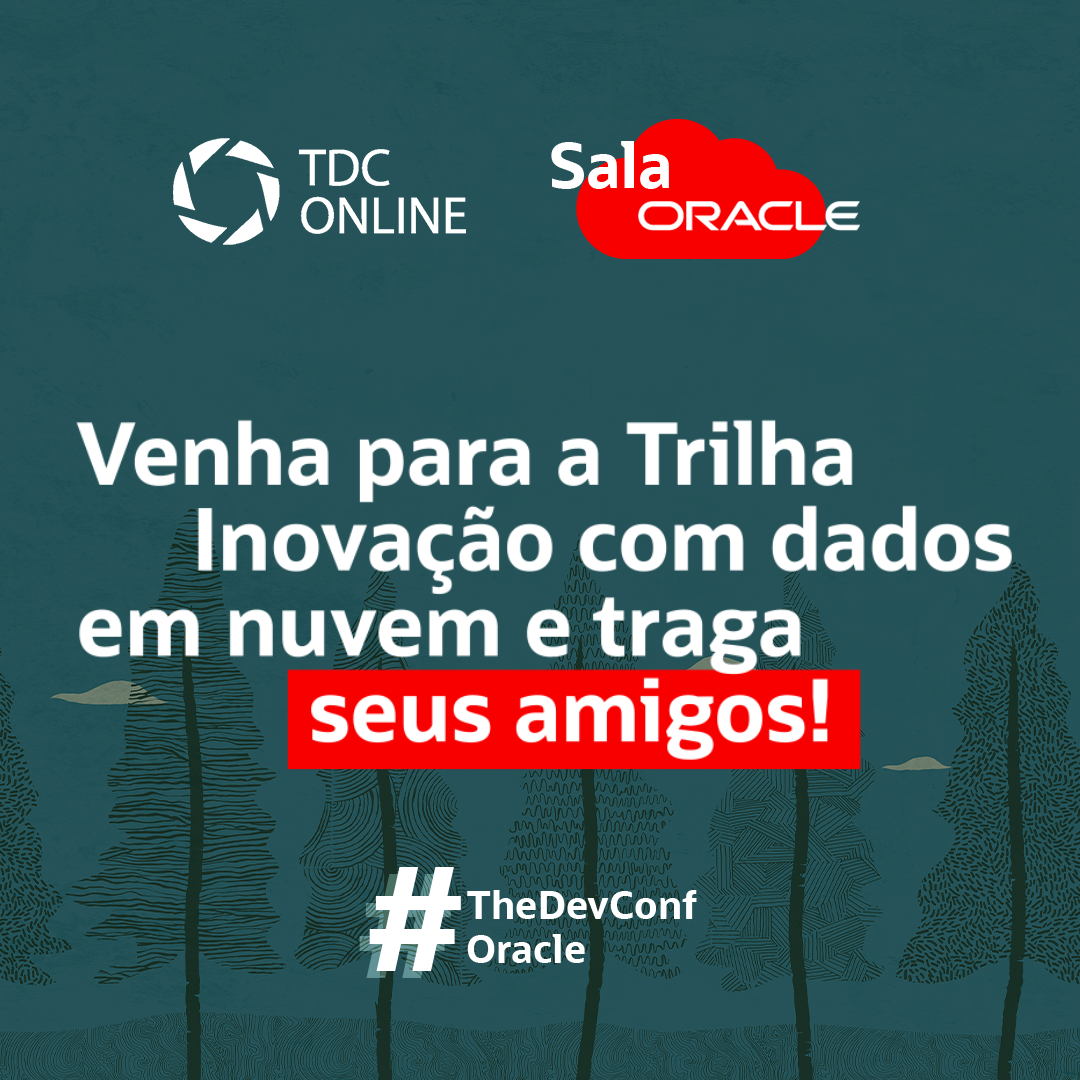 TDC
ONLINE
Sala
ORACLE
Venha para a Trilha
Inovação com dados
em nuvem e traga
seus amigos!
#TheDevConf
Oracle